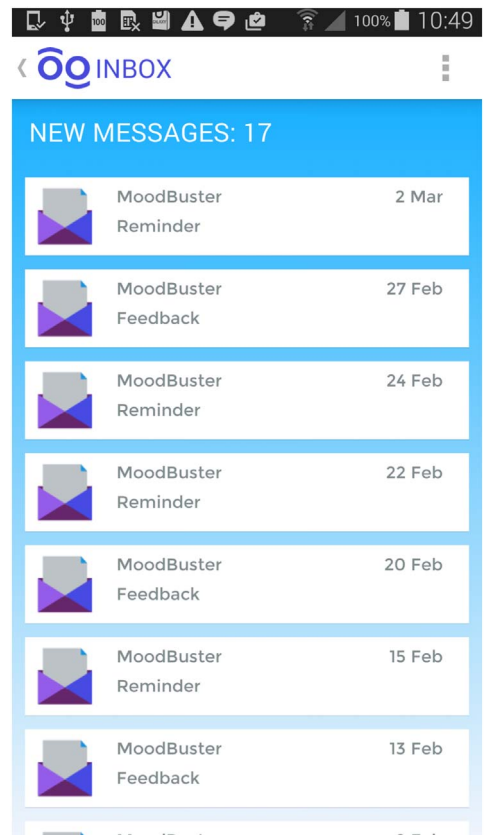 100
100% 10:49
INBOX
NEW MESSAGES: 17
MoodBuster 2 Mar
Reminder
MoodBuster 27 Feb
Feedback
MoodBuster 24 Feb
Reminder
MoodBuster 22 Feb
Reminder
MoodBuster 20 Feb
Feedback
MoodBuster 15 Feb
Reminder
MoodBuster 13 Feb
Feedback